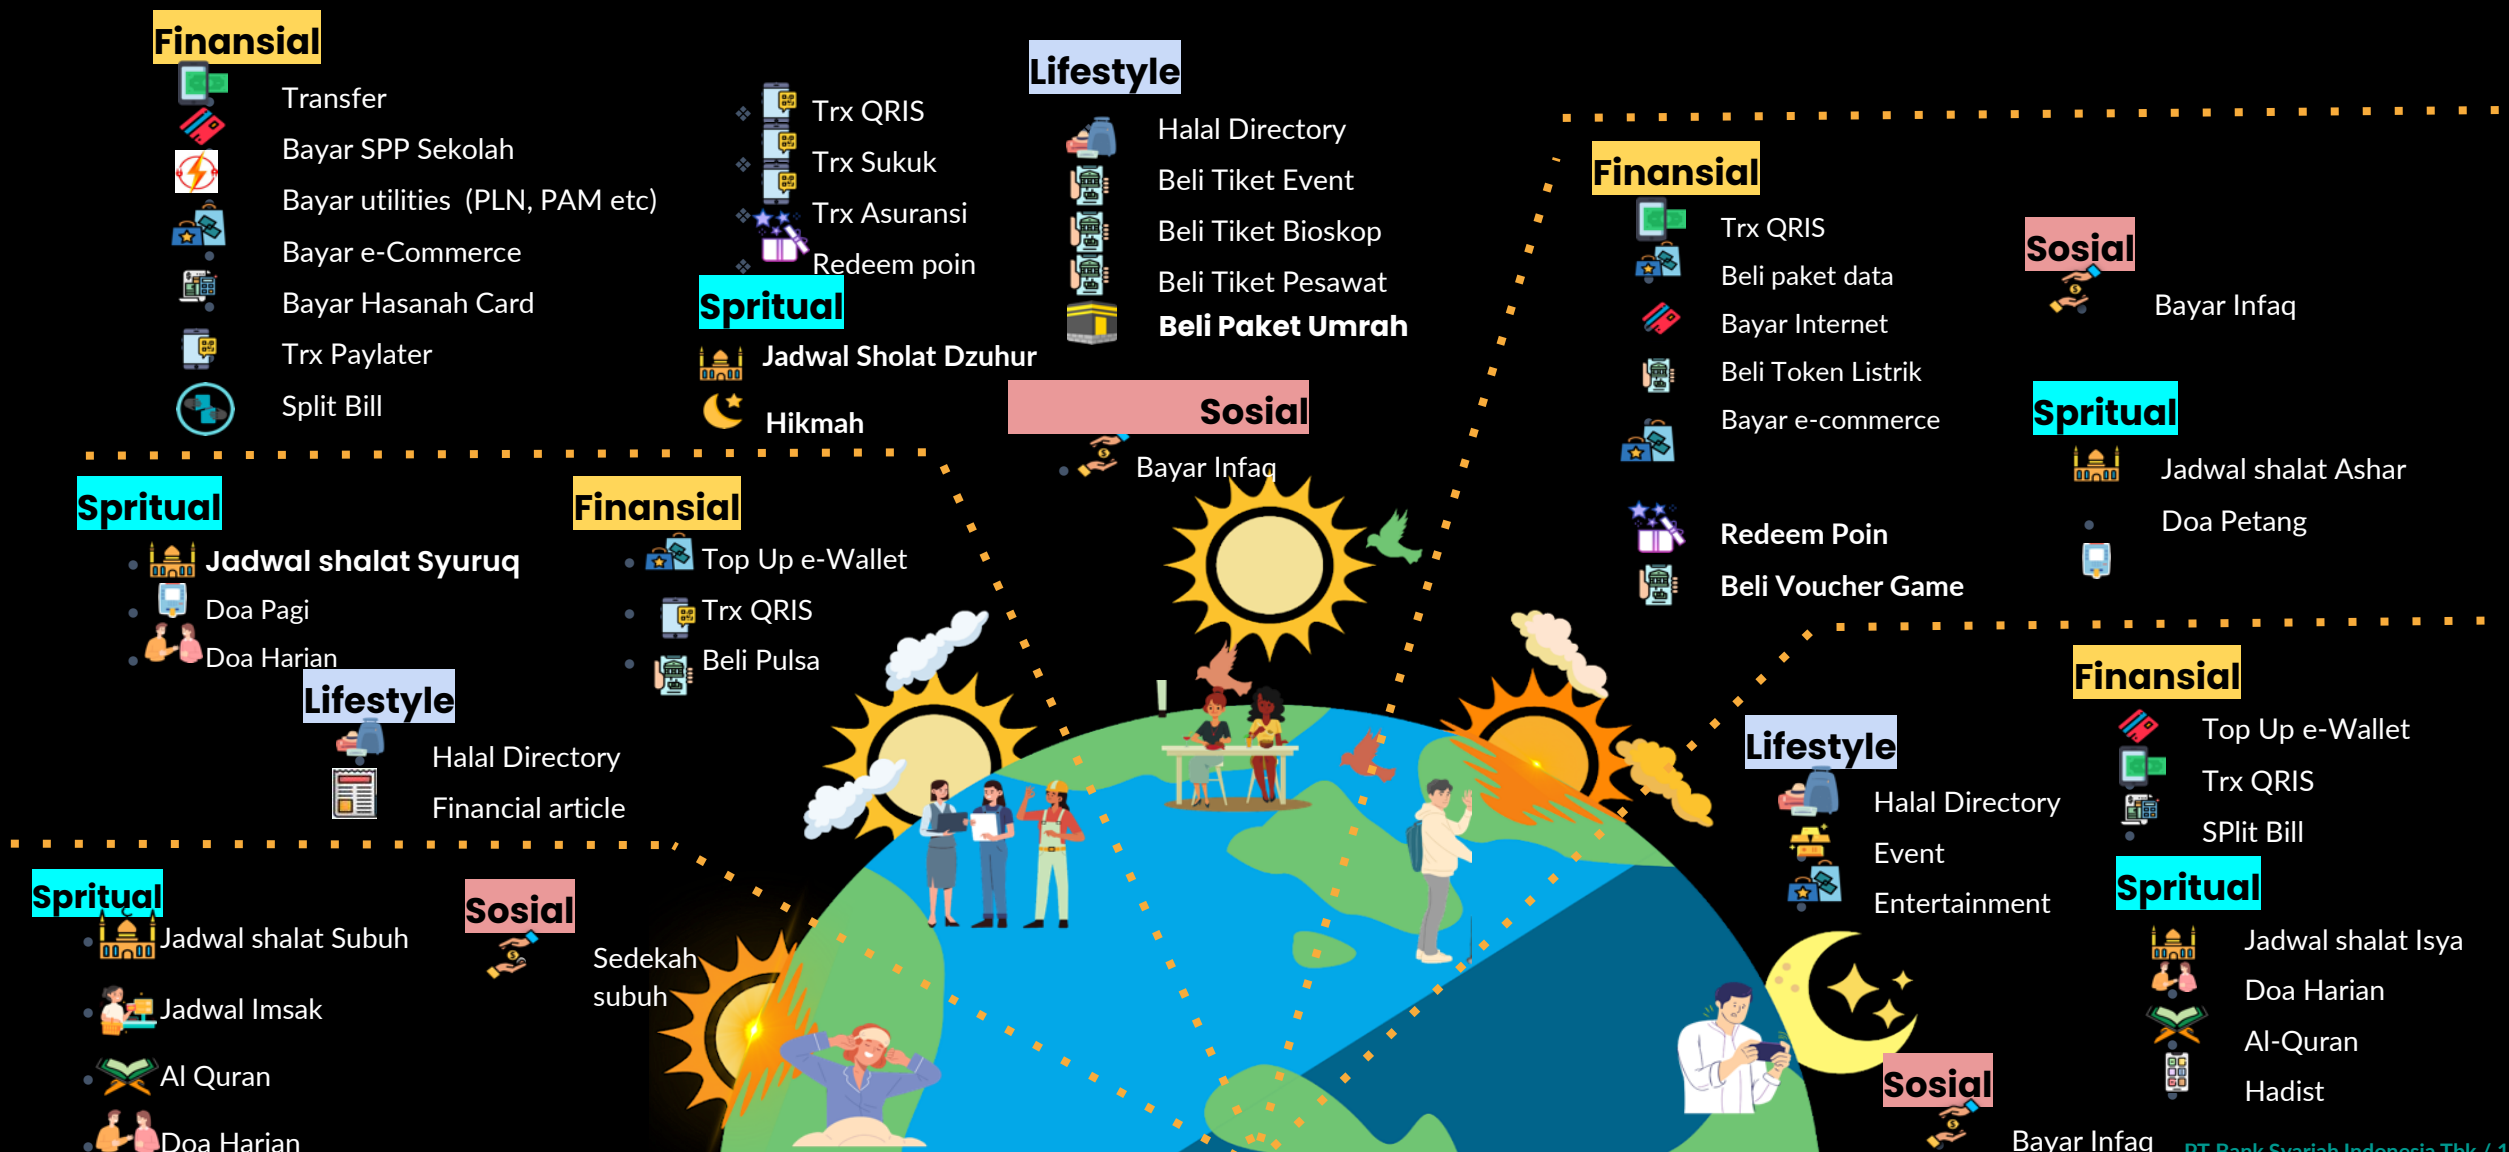 Finansial
Transfer
Bayar SPP Sekolah
Bayar utilities  (PLN, PAM etc)
Bayar e-Commerce
Bayar Hasanah Card
Trx Paylater
Split Bill
Trx QRIS
Trx Sukuk
Trx Asuransi
Redeem poin
Spritual
Jadwal Sholat Dzuhur
Hikmah
Lifestyle
Halal Directory
Beli Tiket Event
Beli Tiket Bioskop
Beli Tiket Pesawat
Beli Paket Umrah
Sosial
Bayar Infaq
Finansial
Trx QRIS
Beli paket data
Bayar Internet
Beli Token Listrik
Bayar e-commerce
Redeem Poin
Beli Voucher Game
Sosial
Bayar Infaq
Spritual
Jadwal shalat Ashar
Doa Petang
Spritual
Jadwal shalat Syuruq
Doa Pagi
Doa Harian
Finansial
Top Up e-Wallet
Trx QRIS
Beli Pulsa
Lifestyle
Halal Directory
Financial article
Spritual
Jadwal shalat Subuh
Jadwal Imsak
Al Quran
Doa Harian
Sosial
Sedekah
subuh
Lifestyle
Halal Directory
Event
Entertainment
Finansial
Top Up e-Wallet
Trx QRIS
SPlit Bill
Spritual
Jadwal shalat Isya
Doa Harian
Al-Quran
Hadist
Sosial
Bayar Infaq
PT Bank Syariah Indonesia Tbk / 1